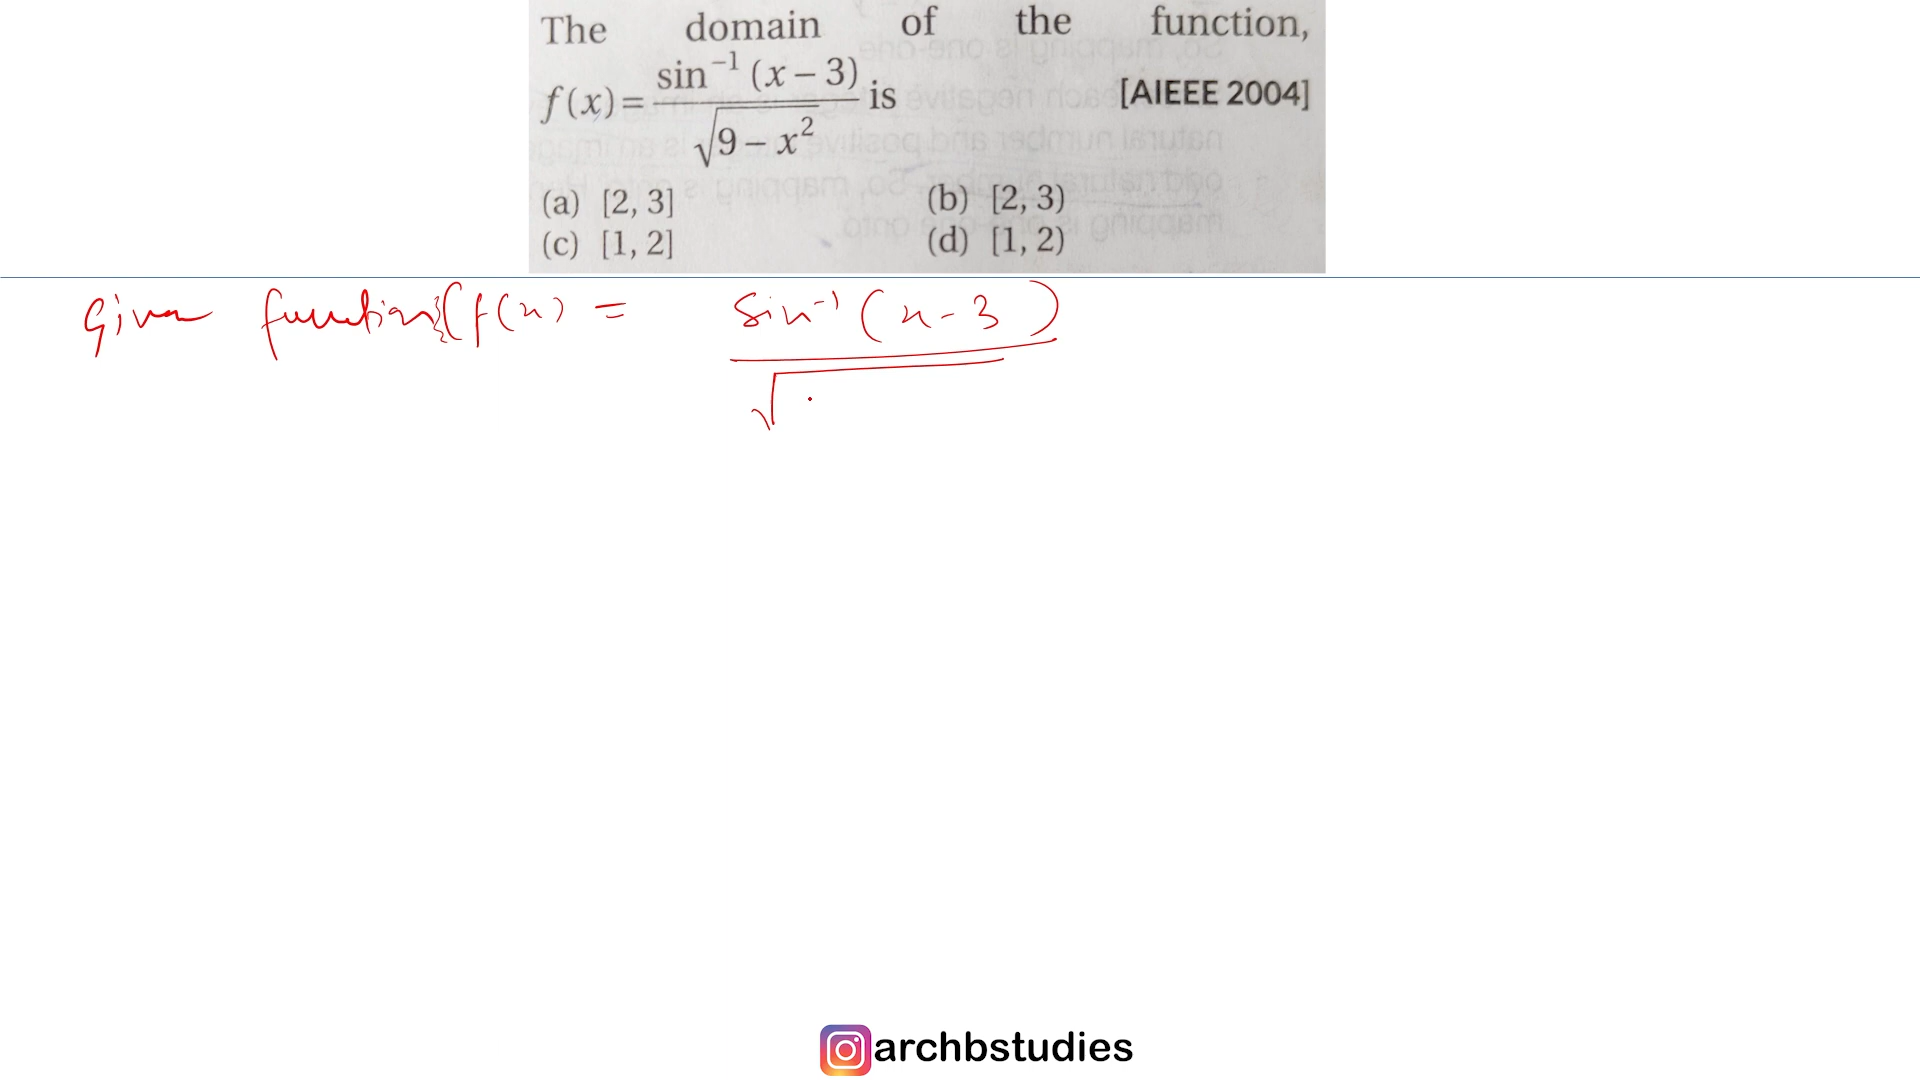 The domain of the function,
f(x) = sin⁻¹(x − 3) / √(9 − x²) is [AIEEE 2004]
(a) [2, 3] (b) [2, 3)
(c) [1, 2] (d) [1, 2)
Given function f(x) = sin⁻¹(x-3) / √
archbstudies